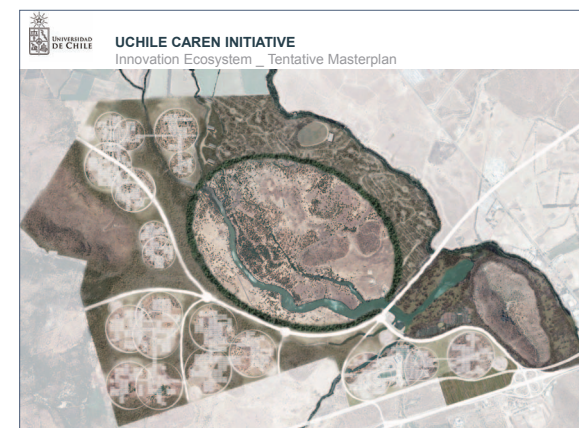 UNIVERSIDAD
DE CHILE
UCHILE CAREN INITIATIVE
Innovation Ecosystem _ Tentative Masterplan